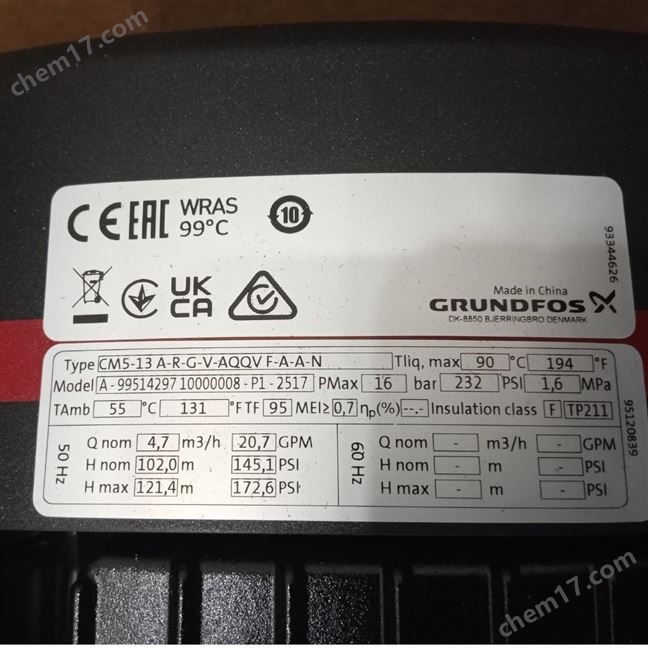 chem17.com
CE EAC WRAS
99°C
10
93344626
UK
CA
Made in China
GRUNDFOS
DK-8850 BJERRINGBRO DENMARK
Type CM5-13 A-R-G-V-AQQV F-A-A-N Tliq, max 90 °C 194 °F
Model A - 99514297 10000008 - P1 - 2517 PMax 16 bar 232 PSI 1,6 MPa
TAmb 55 °C 131 °F TF 95 MEI≥ 0,7 ηp(%) --.- Insulation class F TP211
95120839
50 Hz
Q nom 4,7 m3/h 20,7 GPM
H nom 102,0 m 145,1 PSI
H max 121,4 m 172,6 PSI
60 Hz
Q nom - m3/h - GPM
H nom - m - PSI
H max - m - PSI
chem17.com